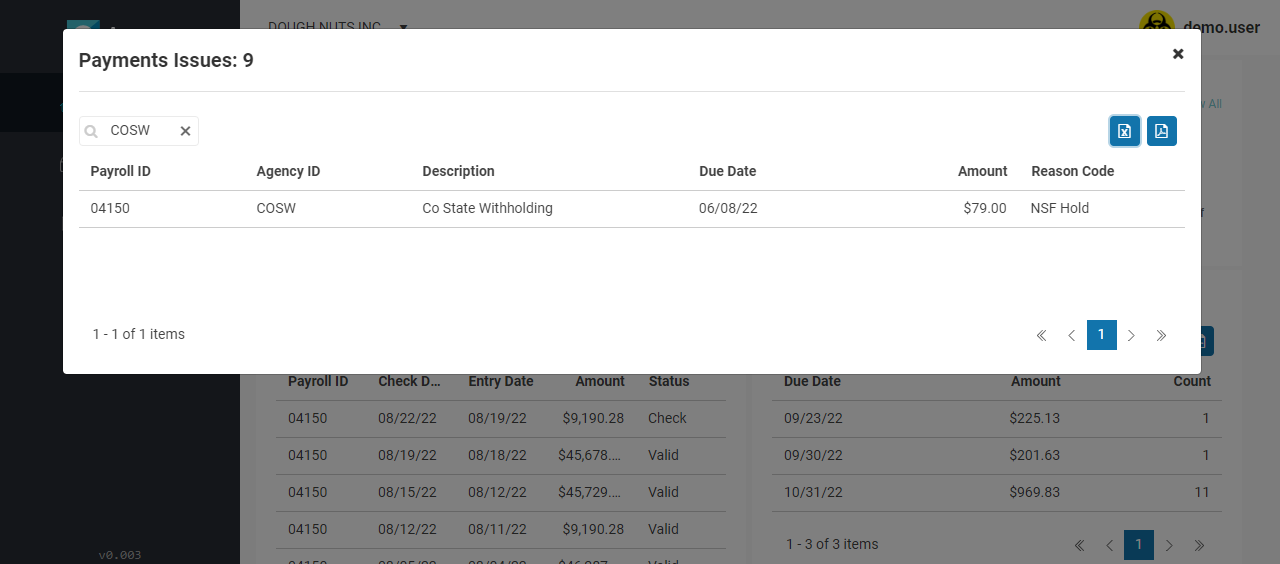 DOUGH NUTS INC
demo.user
Payments Issues: 9
All
COSW
Payroll ID Agency ID Description Due Date Amount Reason Code
04150 COSW Co State Withholding 06/08/22 $79.00 NSF Hold
1 - 1 of 1 items
1
Payroll ID Check D... Entry Date Amount Status
04150 08/22/22 08/19/22 $9,190.28 Check
04150 08/19/22 08/18/22 $45,678.... Valid
04150 08/15/22 08/12/22 $45,729.... Valid
04150 08/12/22 08/11/22 $9,190.28 Valid
Due Date Amount Count
09/23/22 $225.13 1
09/30/22 $201.63 1
10/31/22 $969.83 11
1 - 3 of 3 items
1
v0.003